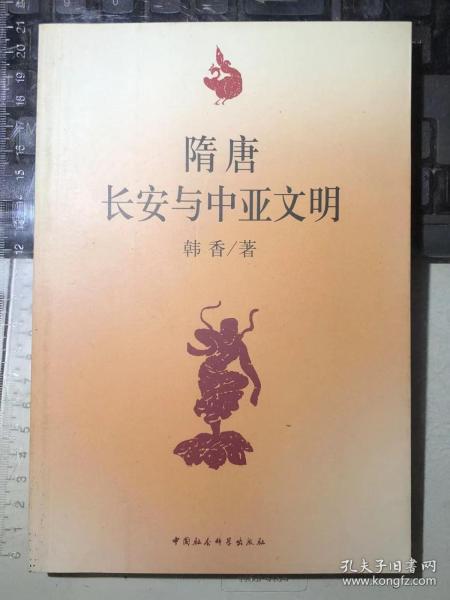 隋唐
长安与中亚文明
韩香/著
中国社会科学出版社
孔夫子旧书网
www.kongfz.com